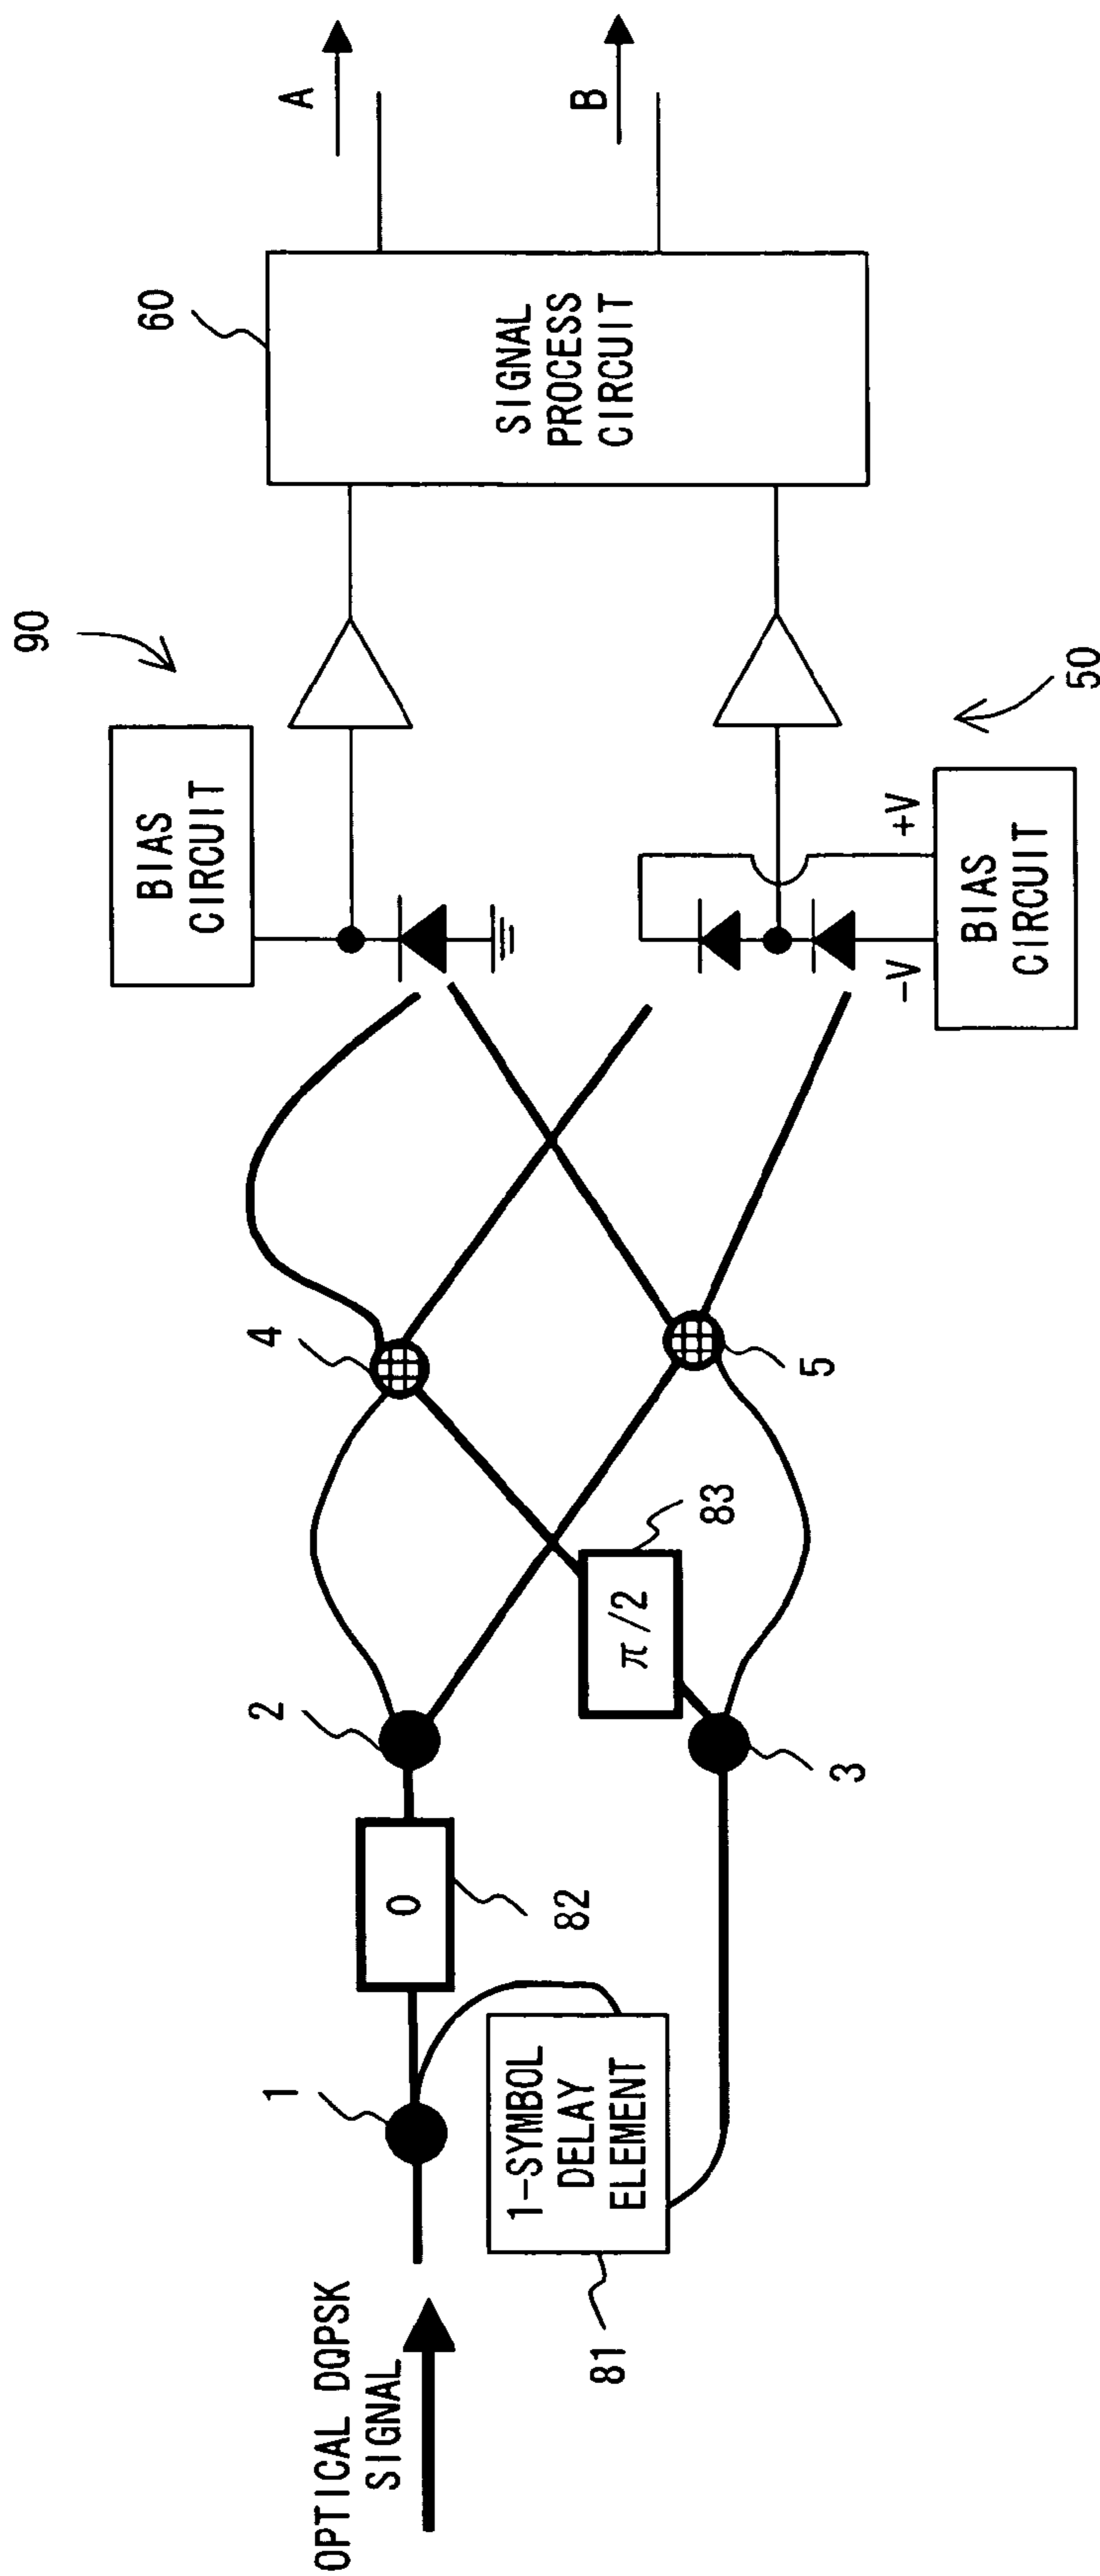 OPTICAL DQPSK
SIGNAL
1
1-SYMBOL
DELAY
ELEMENT
81
0
82
2
3
π/2
83
4
5
BIAS
CIRCUIT
90
-V
+V
BIAS
CIRCUIT
50
60
SIGNAL
PROCESS
CIRCUIT
A
B